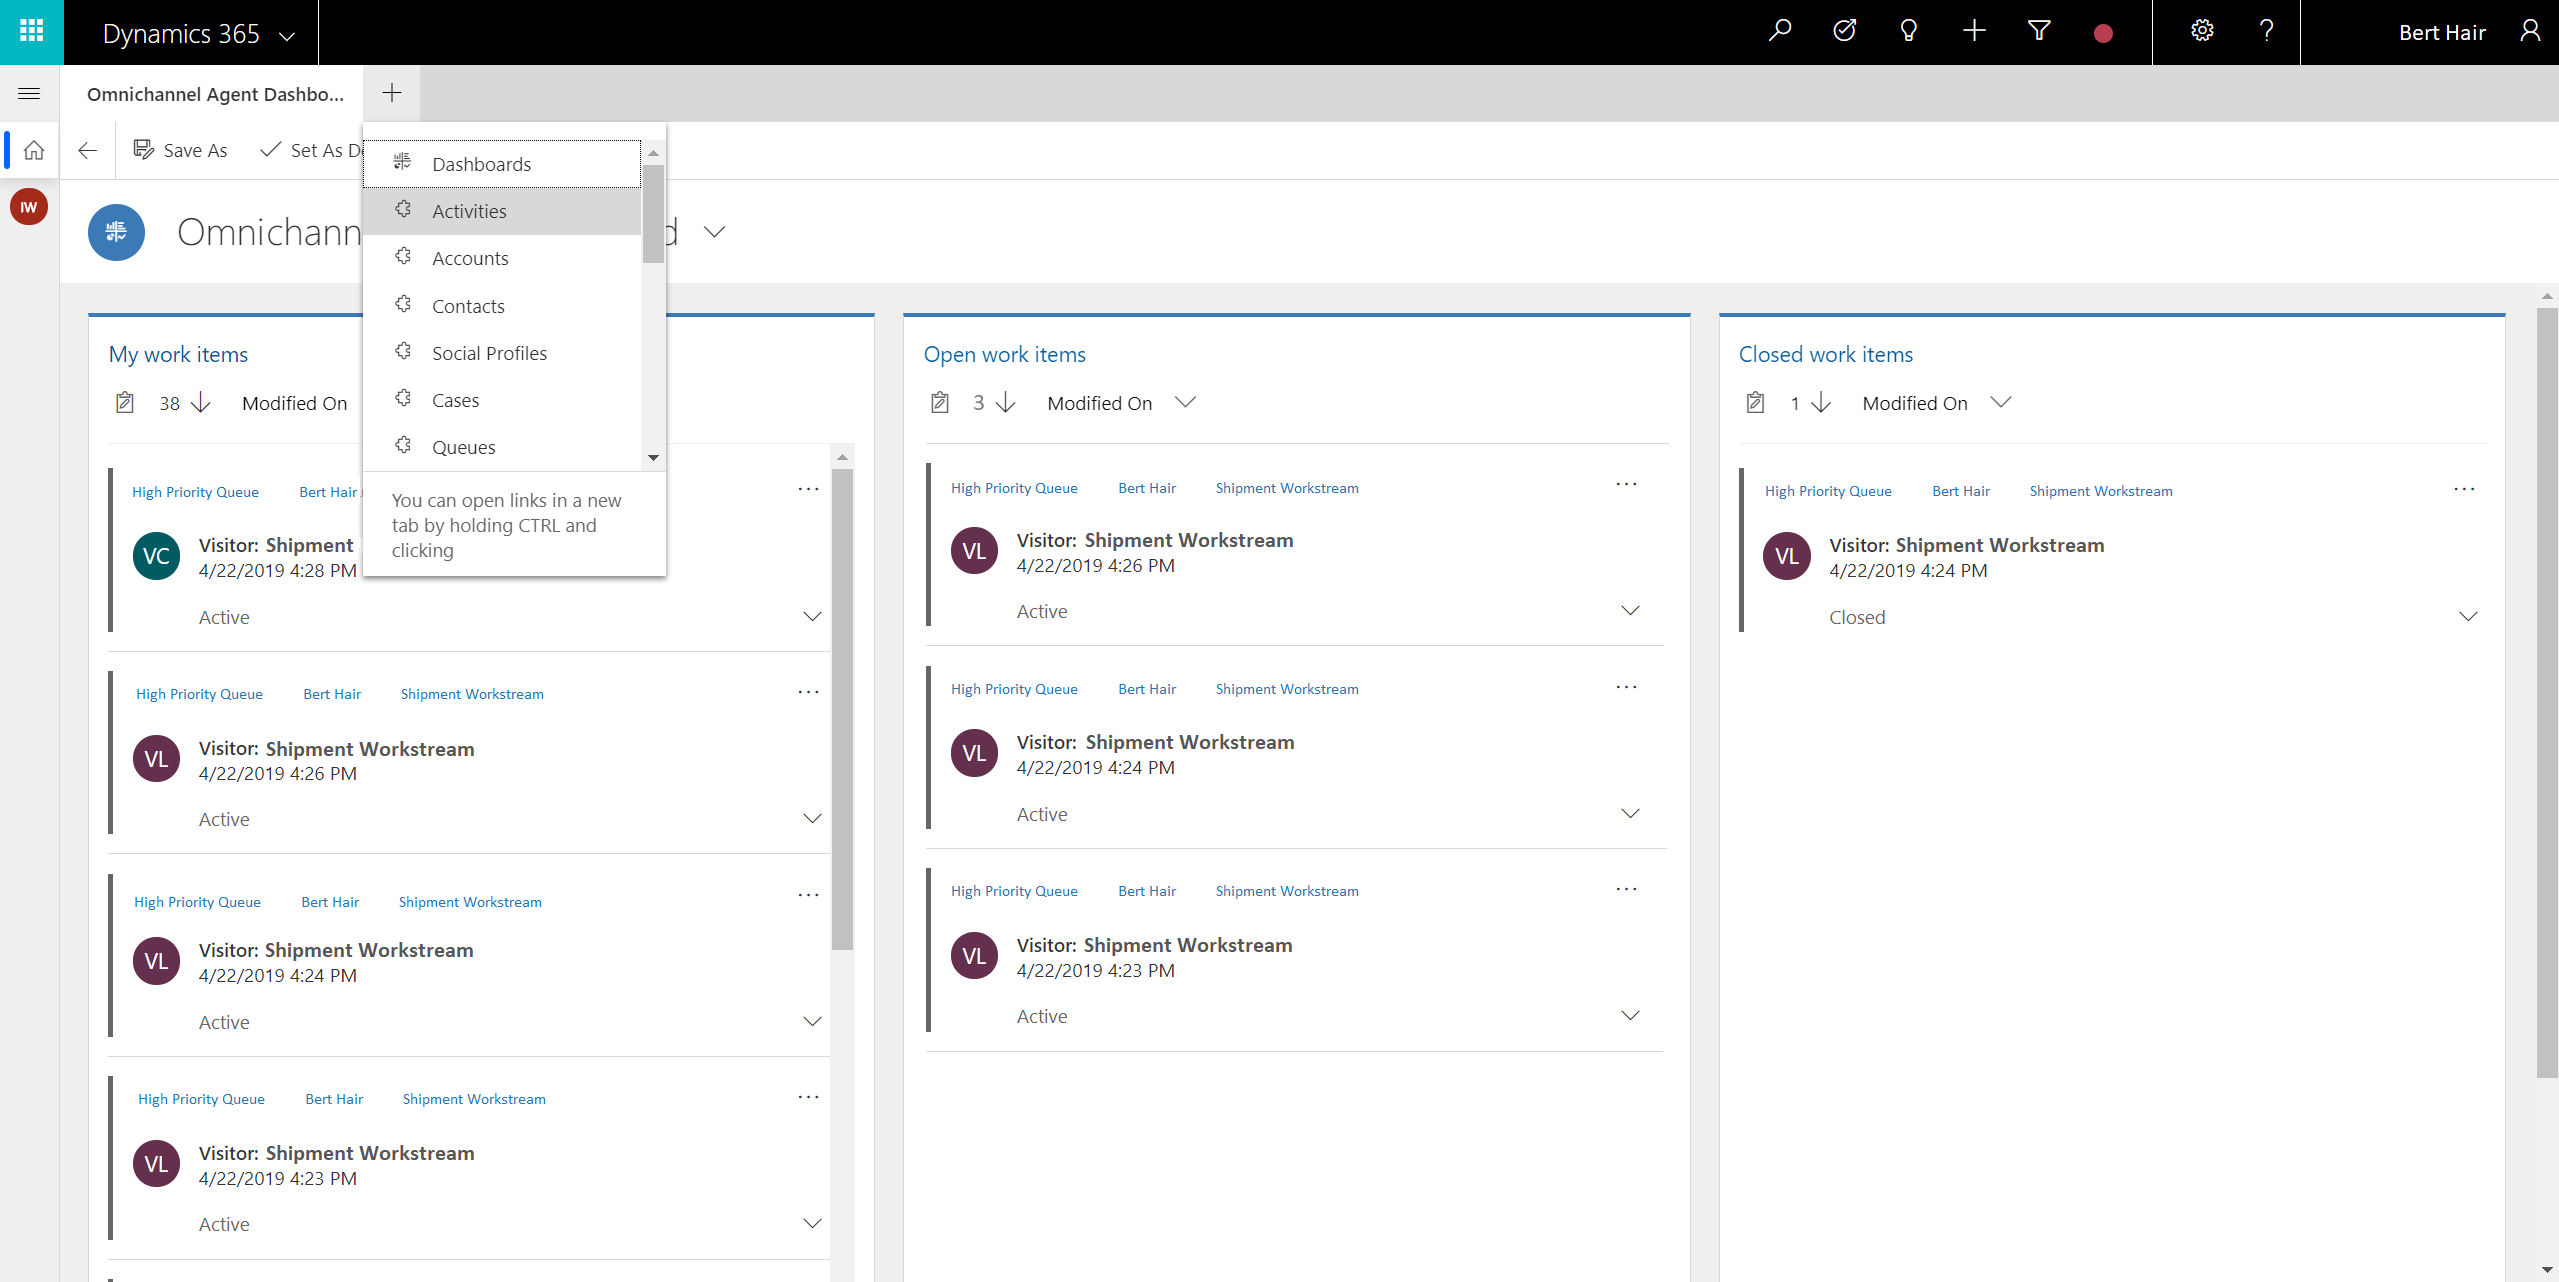 Dynamics 365
Bert Hair
Omnichannel Agent Dashbo...
Save As
Set As D
IW
Omnichann
d
Dashboards
Activities
Accounts
Contacts
Social Profiles
Cases
Queues
You can open links in a new
tab by holding CTRL and
clicking
My work items
38
Modified On
High Priority Queue Bert Hair
VC
Visitor: Shipment
4/22/2019 4:28 PM
Active
High Priority Queue Bert Hair Shipment Workstream
VL
Visitor: Shipment Workstream
4/22/2019 4:26 PM
Active
High Priority Queue Bert Hair Shipment Workstream
VL
Visitor: Shipment Workstream
4/22/2019 4:24 PM
Active
High Priority Queue Bert Hair Shipment Workstream
VL
Visitor: Shipment Workstream
4/22/2019 4:23 PM
Active
Open work items
3
Modified On
High Priority Queue Bert Hair Shipment Workstream
VL
Visitor: Shipment Workstream
4/22/2019 4:26 PM
Active
High Priority Queue Bert Hair Shipment Workstream
VL
Visitor: Shipment Workstream
4/22/2019 4:24 PM
Active
High Priority Queue Bert Hair Shipment Workstream
VL
Visitor: Shipment Workstream
4/22/2019 4:23 PM
Active
Closed work items
1
Modified On
High Priority Queue Bert Hair Shipment Workstream
VL
Visitor: Shipment Workstream
4/22/2019 4:24 PM
Closed